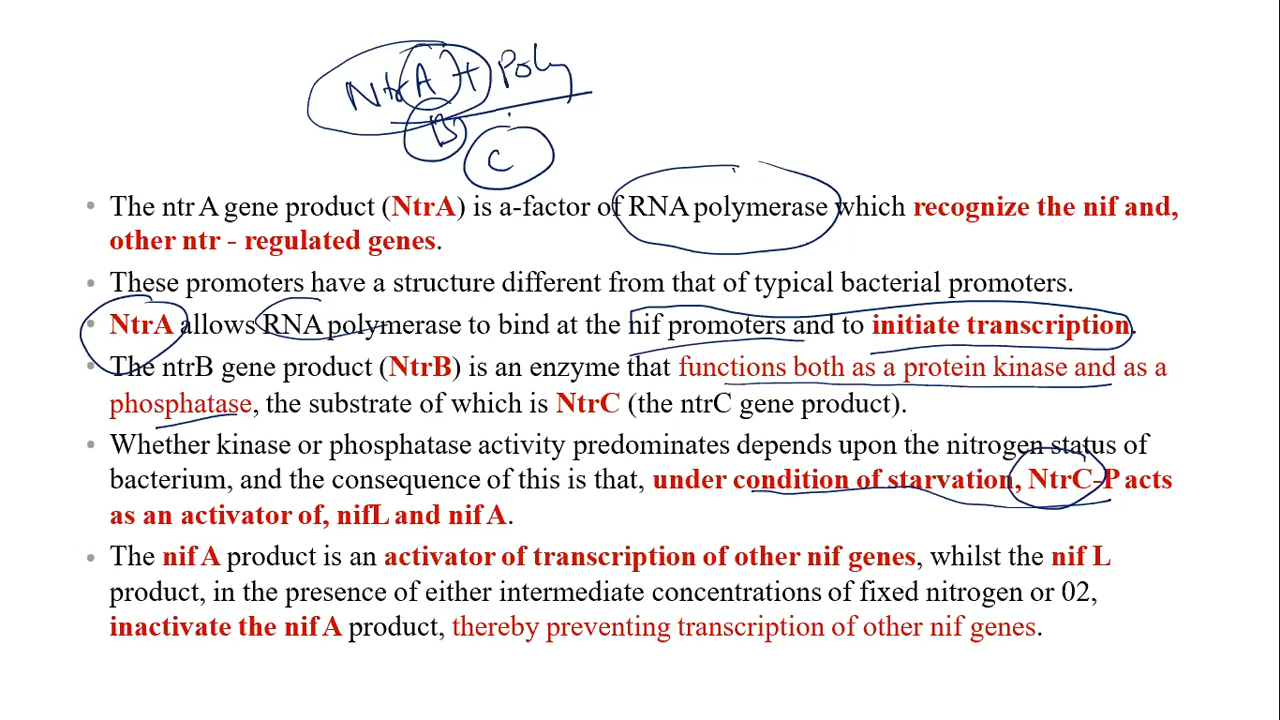 NtrA + Poly
B
C
• The ntr A gene product (NtrA) is a-factor of RNA polymerase which recognize the nif and,
other ntr - regulated genes.
• These promoters have a structure different from that of typical bacterial promoters.
• NtrA allows RNA polymerase to bind at the nif promoters and to initiate transcription.
• The ntrB gene product (NtrB) is an enzyme that functions both as a protein kinase and as a
phosphatase, the substrate of which is NtrC (the ntrC gene product).
• Whether kinase or phosphatase activity predominates depends upon the nitrogen status of
bacterium, and the consequence of this is that, under condition of starvation, NtrC-P acts
as an activator of, nifL and nif A.
• The nif A product is an activator of transcription of other nif genes, whilst the nif L
product, in the presence of either intermediate concentrations of fixed nitrogen or 02,
inactivate the nif A product, thereby preventing transcription of other nif genes.